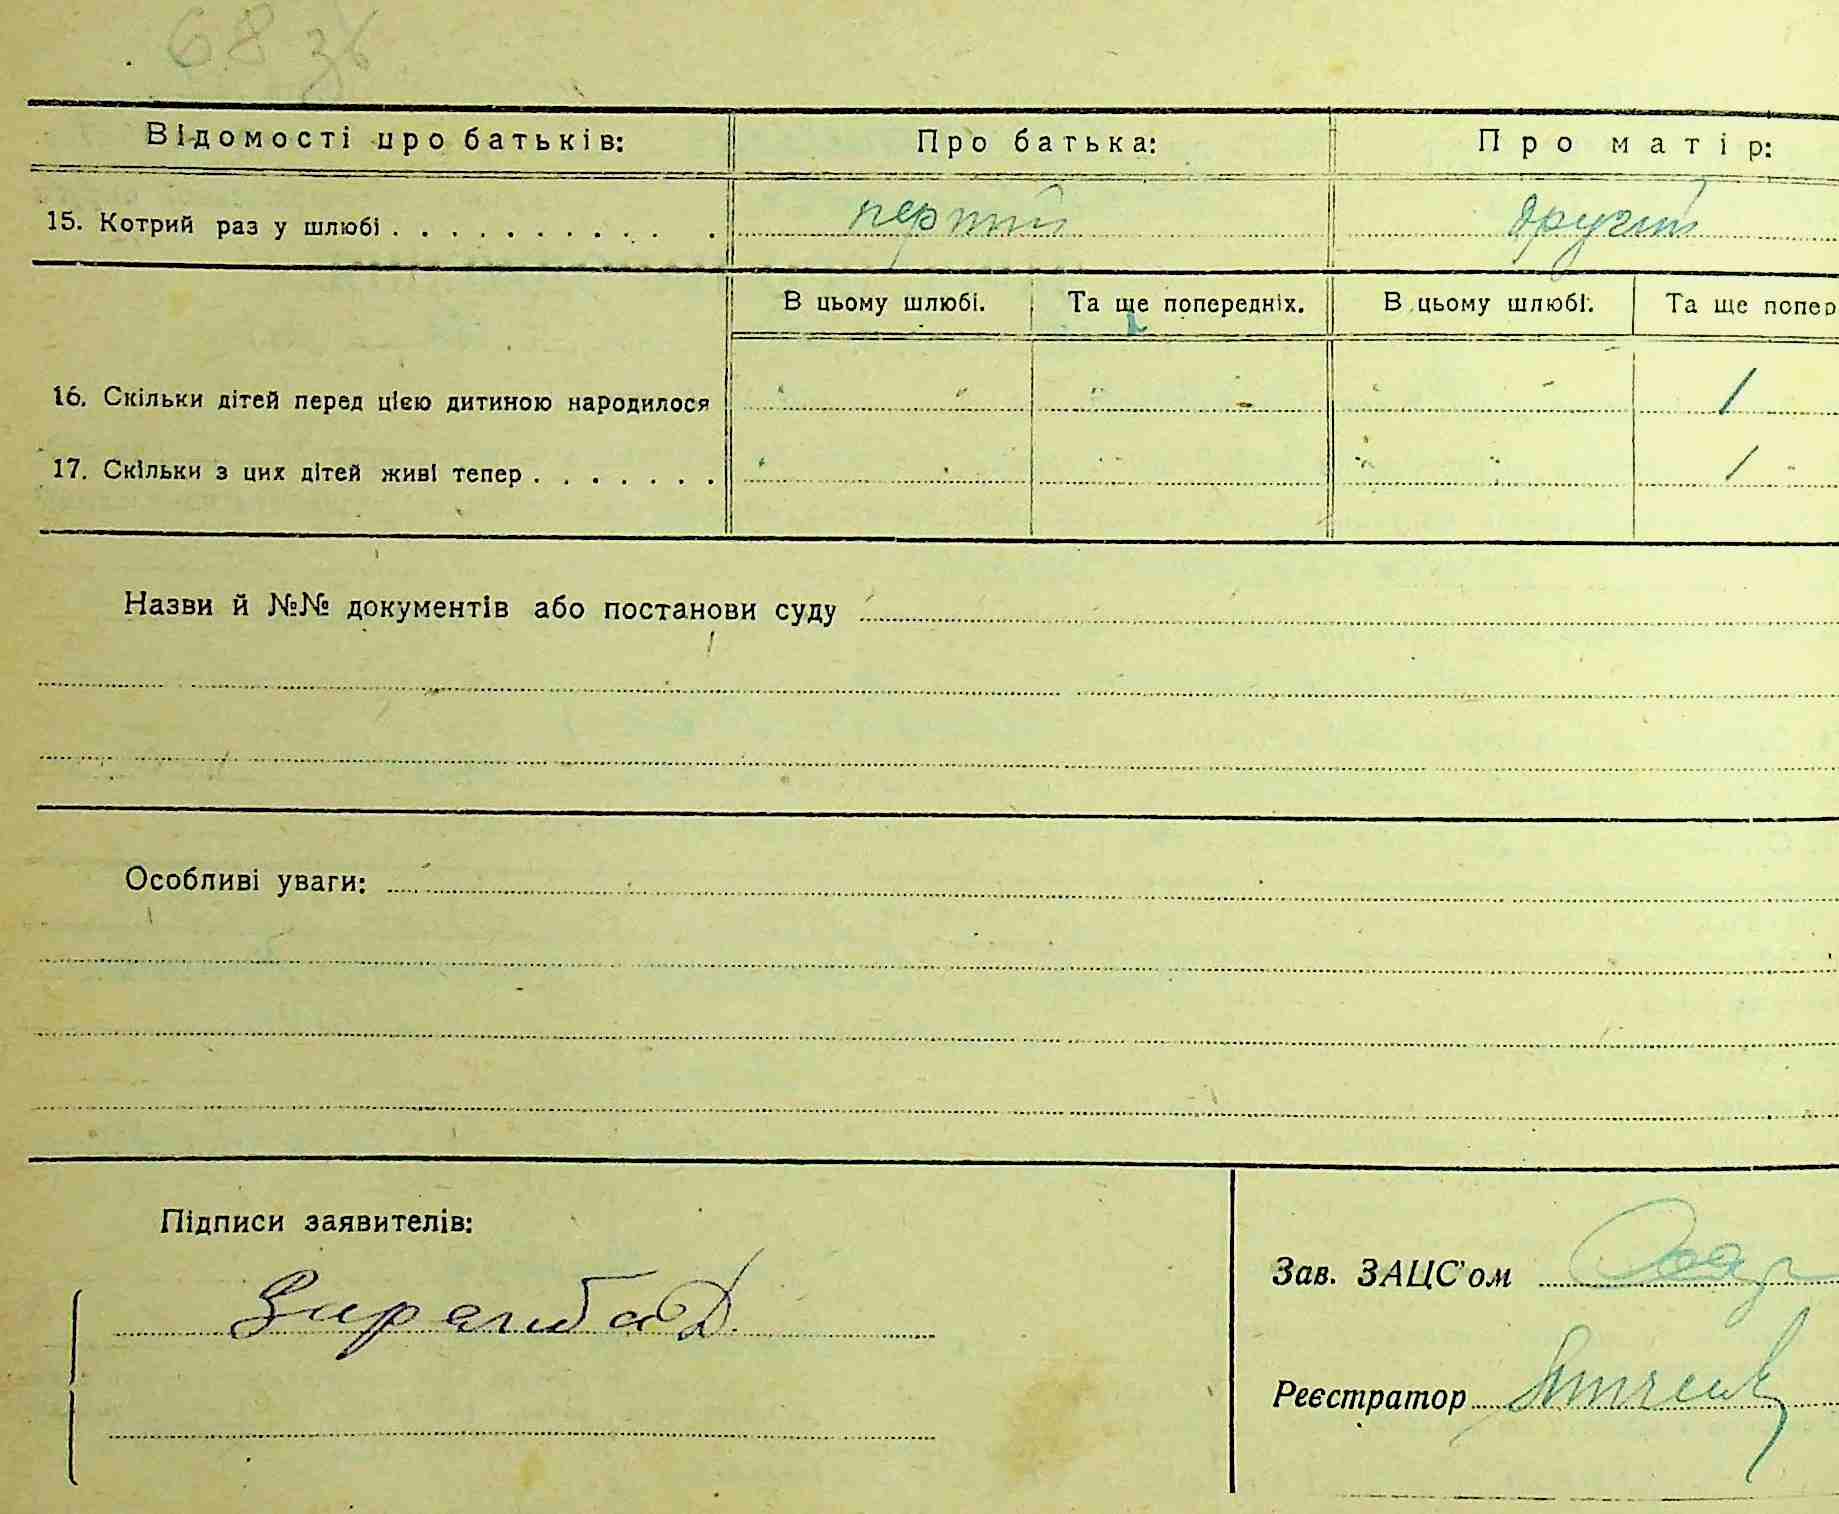 68 зв
Відомості про батьків: Про батька: Про матір:
15. Котрий раз у шлюбі . . . . . . . . . . . . перший другий
В цьому шлюбі. Та ще попередніх. В цьому шлюбі. Та ще попер
16. Скільки дітей перед цією дитиною народилося " " " " " " 1
17. Скільки з цих дітей живі тепер . . . . . . . 1
Назви й №№ документів або постанови суду
Особливі уваги:
Підписи заявителів:
Зав. ЗАЦС'ом
Реєстратор